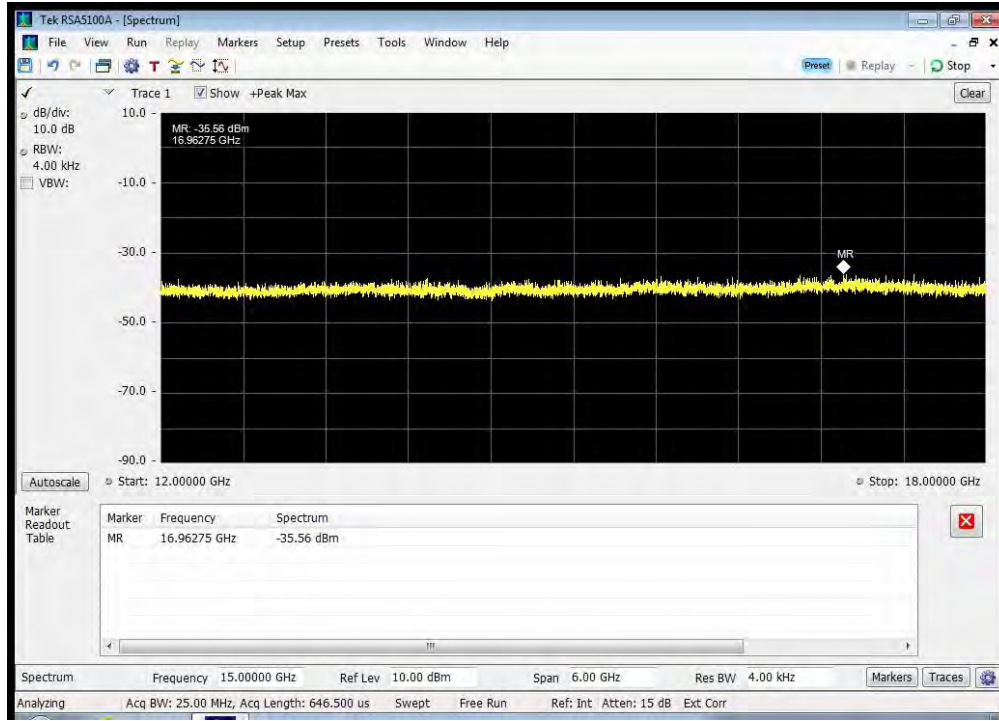 Tek RSA5100A - [Spectrum]
File View Run Replay Markers Setup Presets Tools Window Help
T
Preset Replay Stop
Trace 1 Show +Peak Max Clear
dB/div:
10.0 dB
RBW:
4.00 kHz
VBW:
10.0
MR: -35.56 dBm
16.96275 GHz
-10.0
-30.0
MR
-50.0
-70.0
-90.0
Autoscale Start: 12.00000 GHz Stop: 18.00000 GHz
Marker
Readout
Table
Marker Frequency Spectrum
MR 16.96275 GHz -35.56 dBm
Spectrum Frequency 15.00000 GHz Ref Lev 10.00 dBm Span 6.00 GHz Res BW 4.00 kHz Markers Traces
Analyzing Acq BW: 25.00 MHz, Acq Length: 646.500 us Swept Free Run Ref: Int Atten: 15 dB Ext Corr